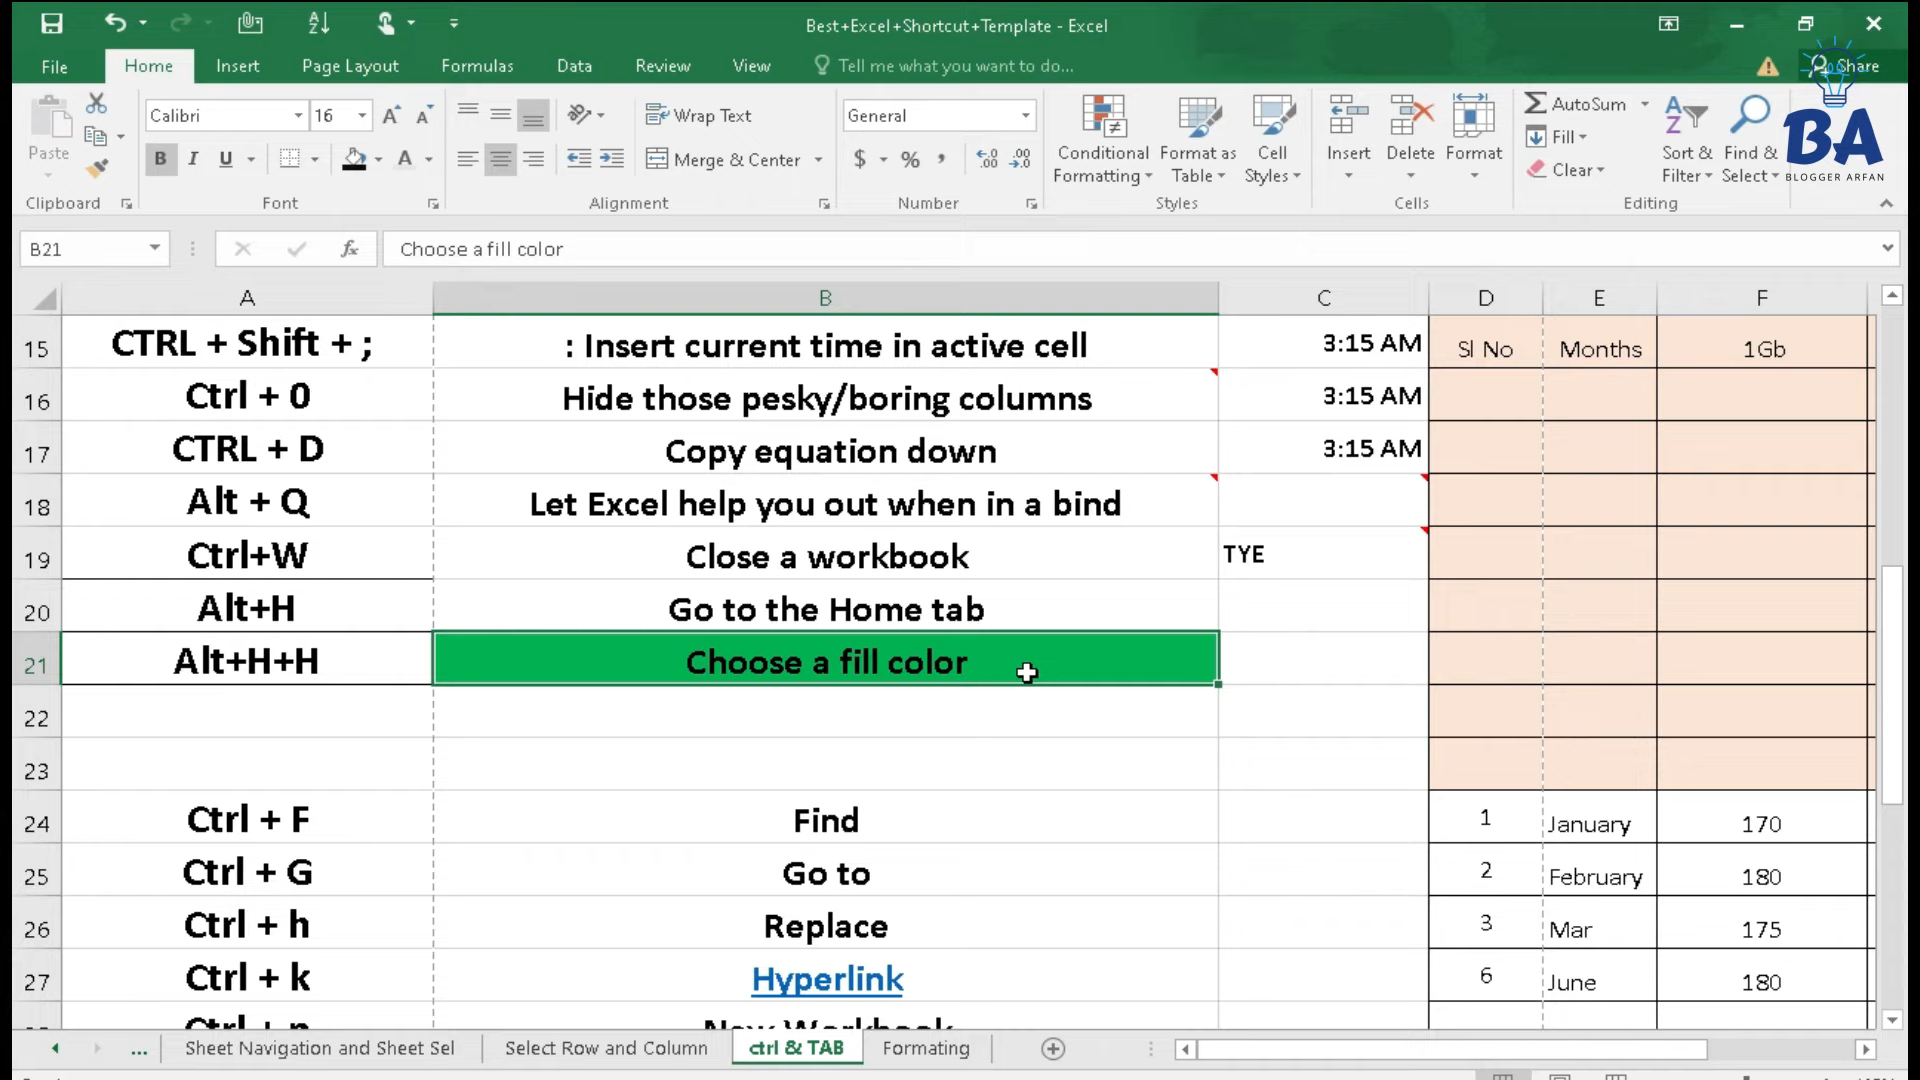 Best+Excel+Shortcut+Template - Excel
File Home Insert Page Layout Formulas Data Review View Tell me what you want to do... Share
Calibri 16 Wrap Text General AutoSum
Paste B I U A Merge & Center $ % Conditional Formatting Format as Table Cell Styles Insert Delete Format Fill Clear Sort & Filter Find & Select
BA
BLOGGER ARFAN
Clipboard Font Alignment Number Styles Cells Editing
B21 fx Choose a fill color
A B C D E F
15 CTRL + Shift + ; : Insert current time in active cell 3:15 AM Sl No Months 1Gb
16 Ctrl + 0 Hide those pesky/boring columns 3:15 AM
17 CTRL + D Copy equation down 3:15 AM
18 Alt + Q Let Excel help you out when in a bind
19 Ctrl+W Close a workbook TYE
20 Alt+H Go to the Home tab
21 Alt+H+H Choose a fill color
22
23
24 Ctrl + F Find 1 January 170
25 Ctrl + G Go to 2 February 180
26 Ctrl + h Replace 3 Mar 175
27 Ctrl + k Hyperlink 6 June 180
Ctrl + n New Workbook
... Sheet Navigation and Sheet Sel Select Row and Column ctrl & TAB Formating